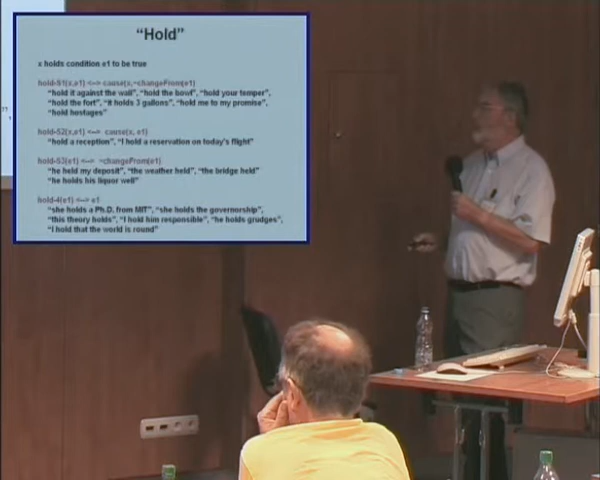 "Hold"
x holds condition e1 to be true
hold-S1(x,e1) <--> cause(x,~changeFrom(e1)
"hold it against the wall", "hold the bowl", "hold your temper",
"hold the fort", "it holds 3 gallons", "hold me to my promise",
"hold hostages"
hold-S2(x,e1) <--> cause(x, e1)
"hold a reception", "I hold a reservation on today's flight"
hold-S3(e1) <--> ~changeFrom(e1)
"he held my deposit", "the weather held", "the bridge held"
"he holds his liquor well"
hold-4(e1) <--> e1
"she holds a Ph.D. from MIT", "she holds the governorship",
"this theory holds", "I hold him responsible", "he holds grudges",
"I hold that the world is round"